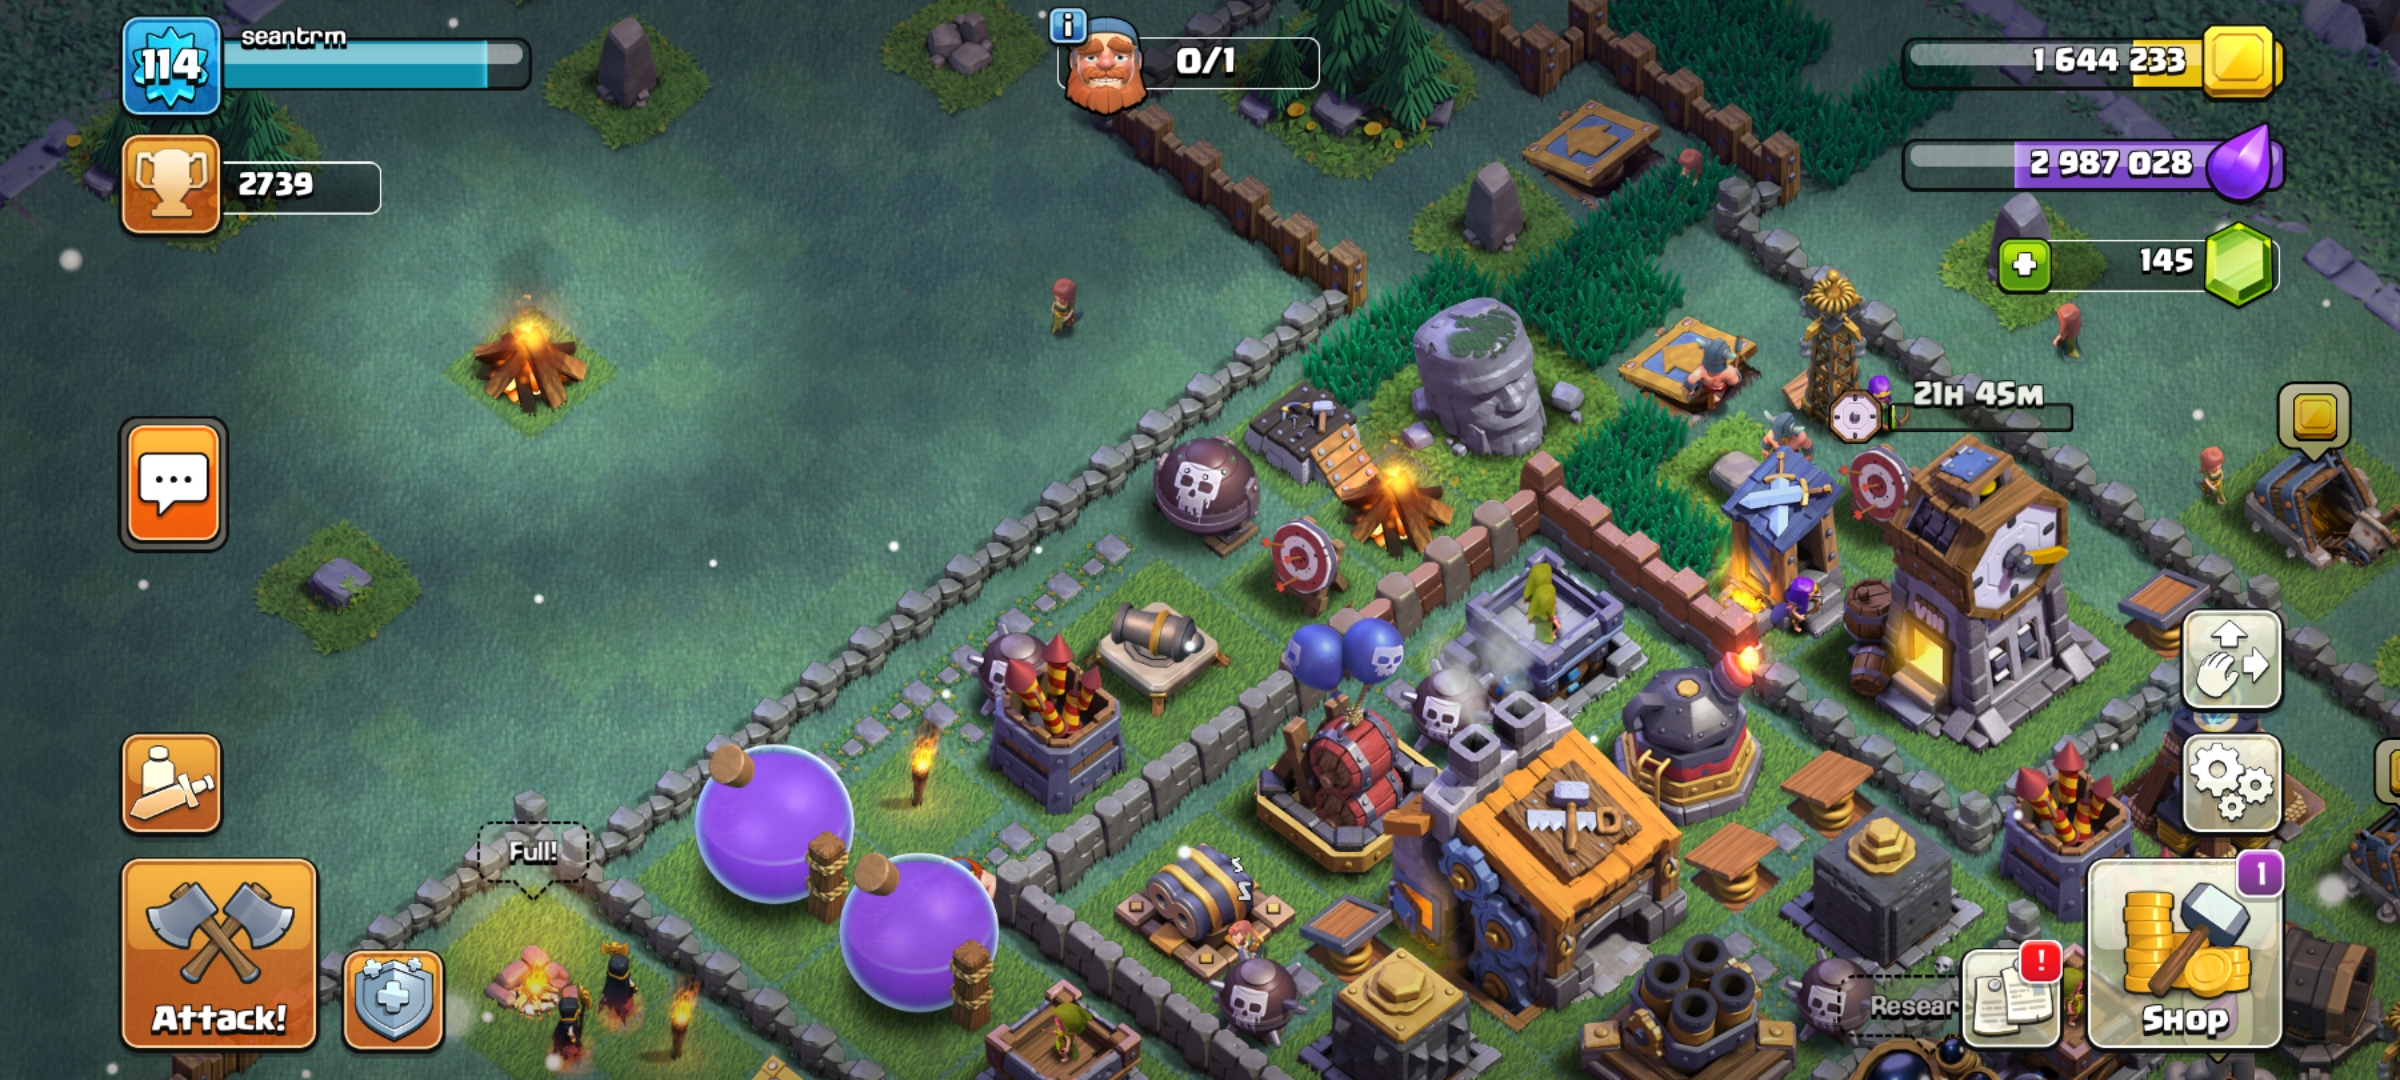 114
seantrm
i
0/1
1 644 233
2739
2 987 028
145
21H 45M
VIII
Full!
1
!
Attack!
Resear
Shop